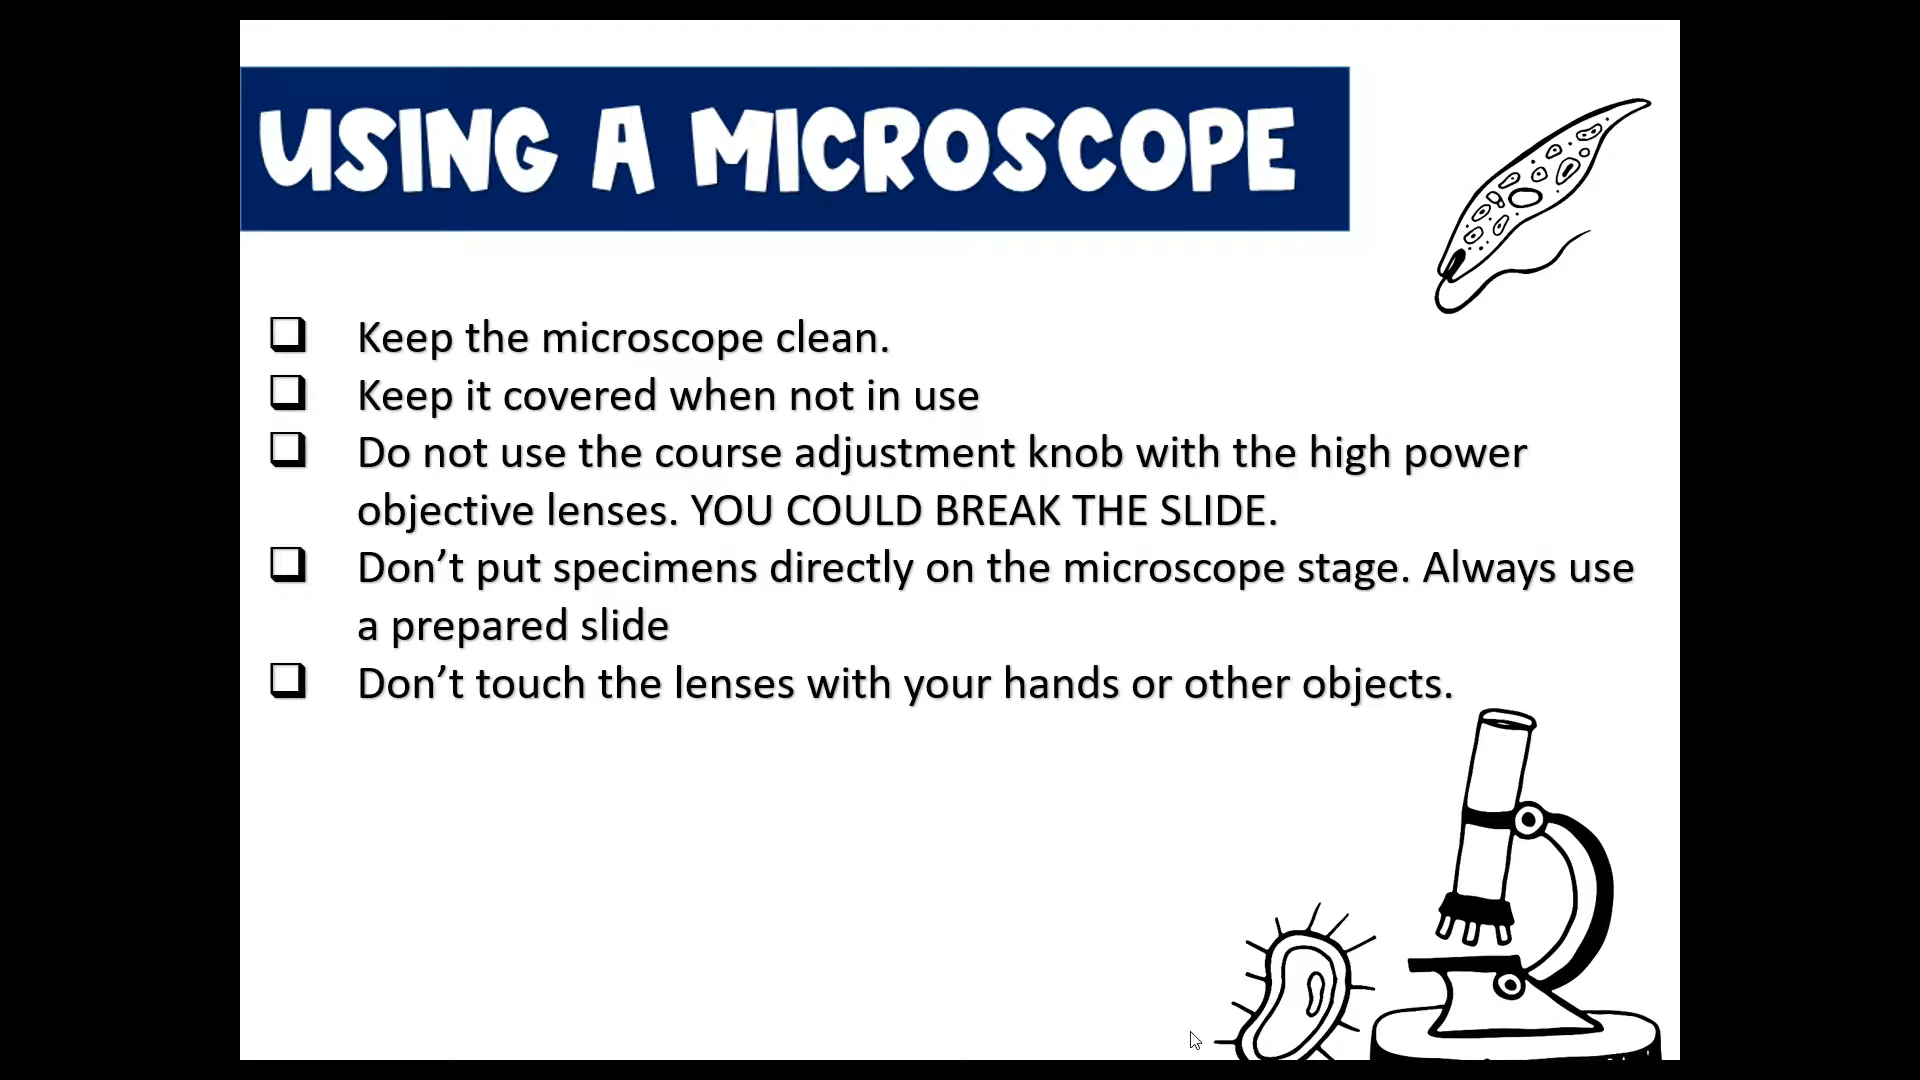 USING A MICROSCOPE
❑ Keep the microscope clean.
❑ Keep it covered when not in use
❑ Do not use the course adjustment knob with the high power
objective lenses. YOU COULD BREAK THE SLIDE.
❑ Don’t put specimens directly on the microscope stage. Always use
a prepared slide
❑ Don’t touch the lenses with your hands or other objects.